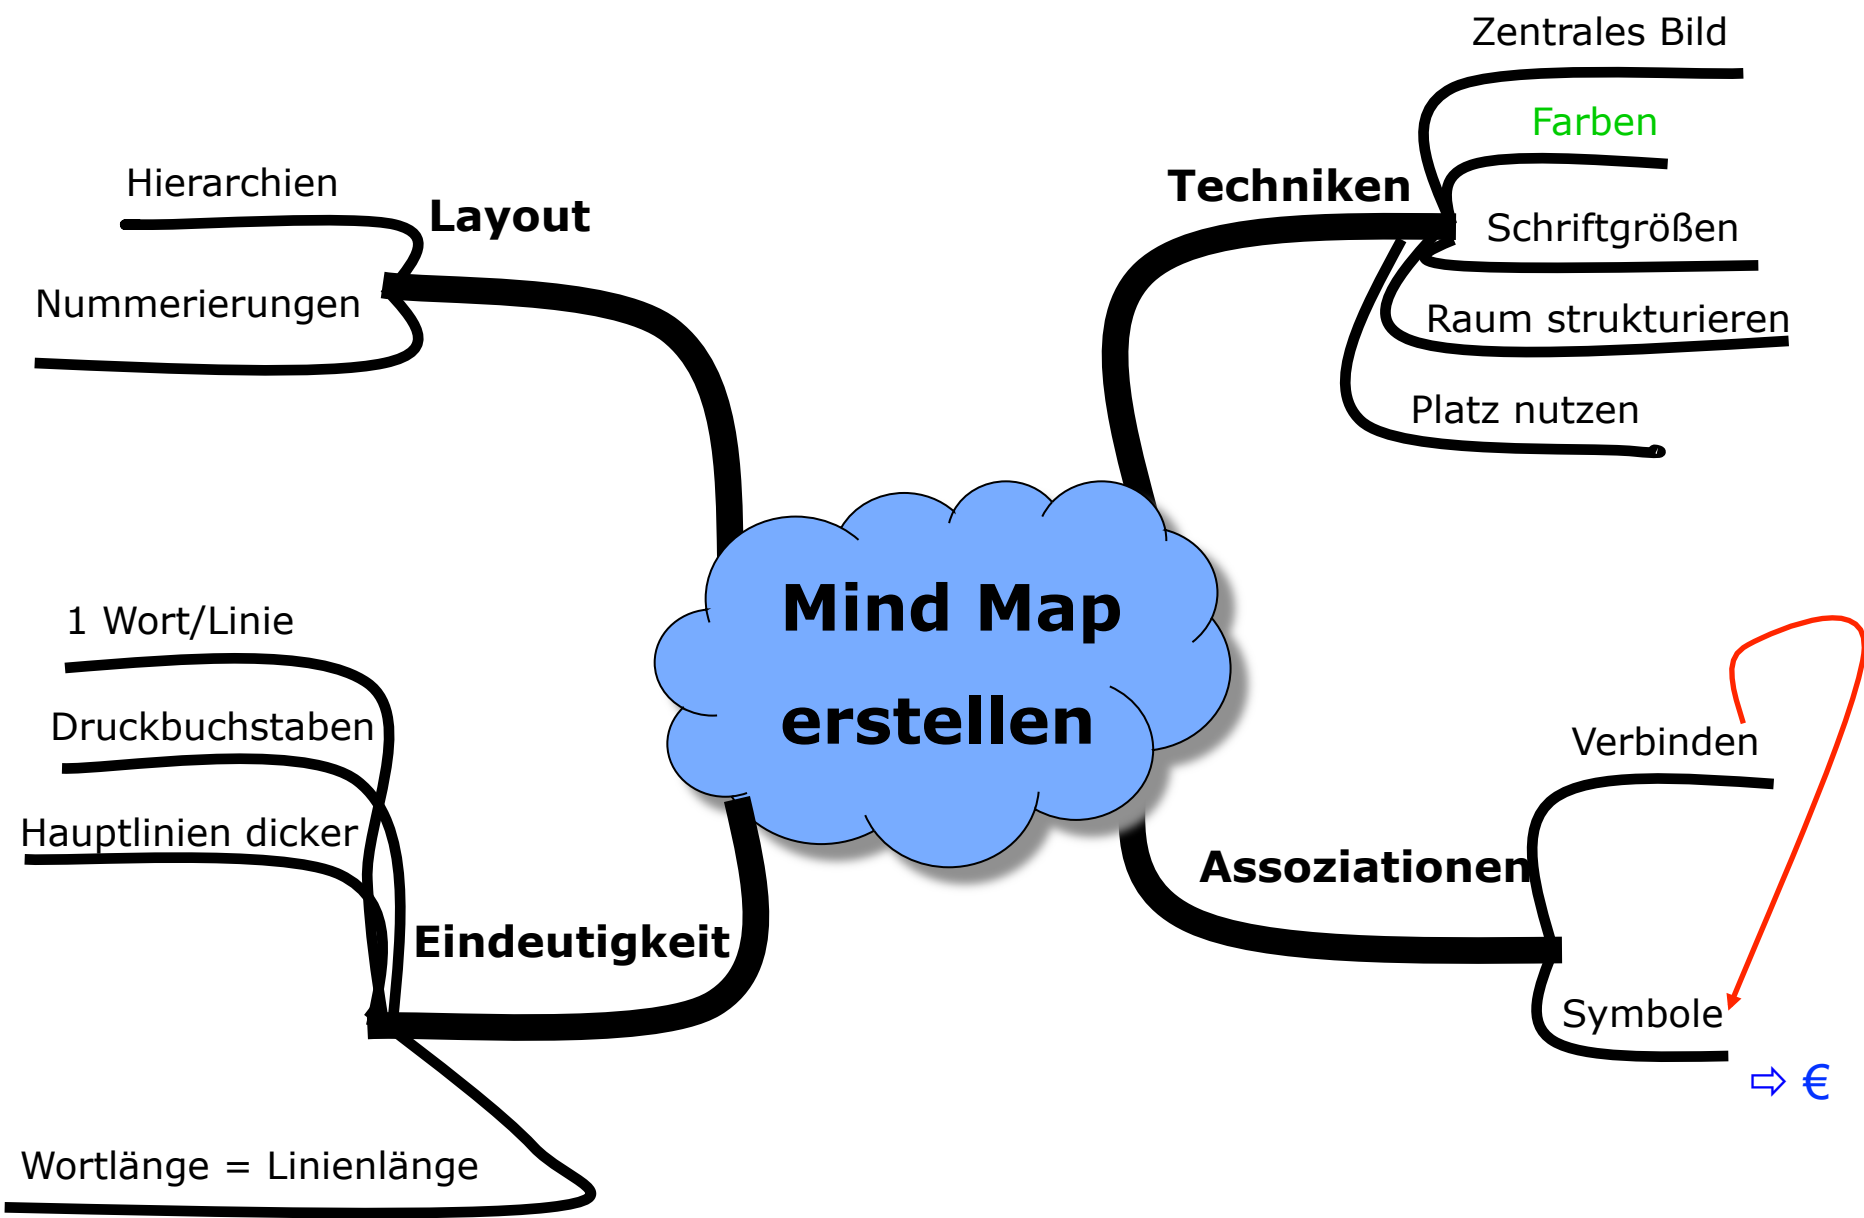 Zentrales Bild
Farben
Techniken
Schriftgrößen
Raum strukturieren
Platz nutzen
Hierarchien
Layout
Nummerierungen
Mind Map
erstellen
1 Wort/Linie
Druckbuchstaben
Hauptlinien dicker
Eindeutigkeit
Wortlänge = Linienlänge
Verbinden
Assoziationen
Symbole
⇨ €